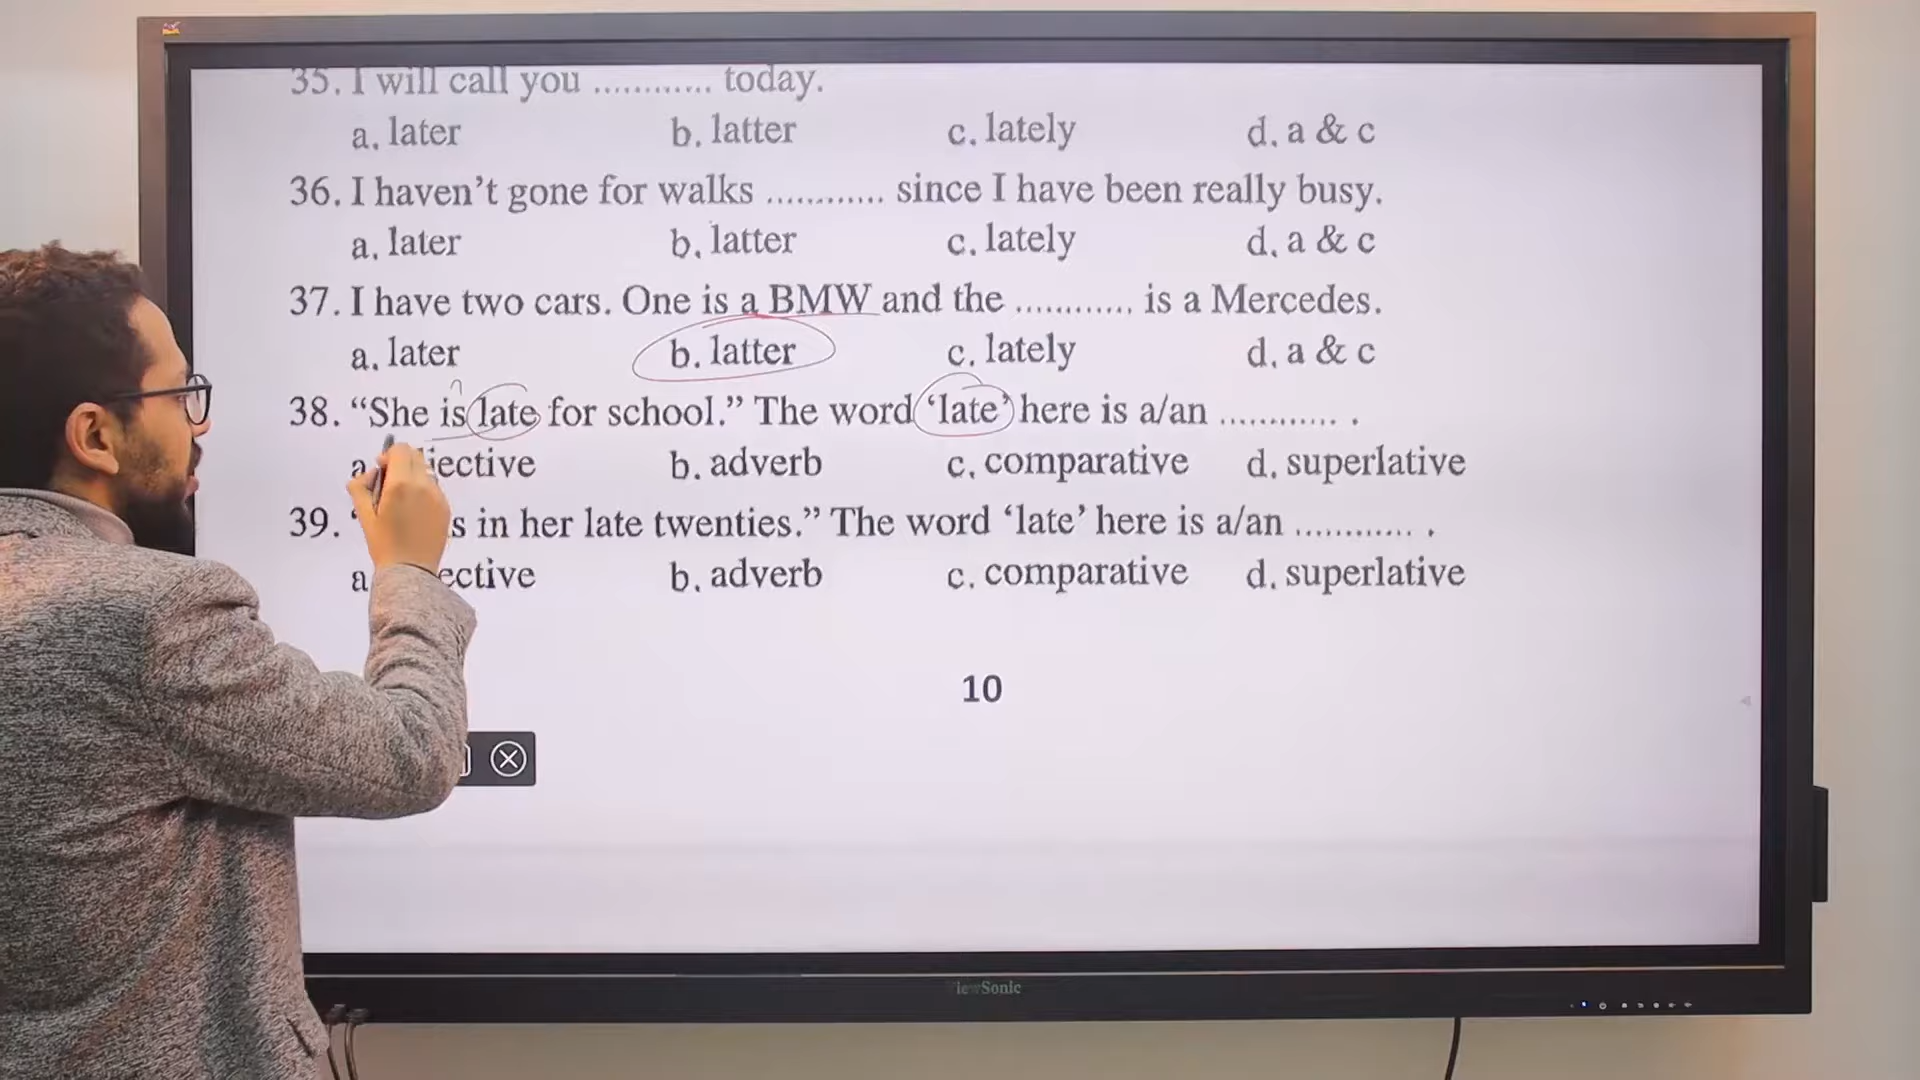 35. I will call you ............ today.
a. later b. latter c. lately d. a & c
36. I haven't gone for walks ............ since I have been really busy.
a. later b. latter c. lately d. a & c
37. I have two cars. One is a BMW and the ............ is a Mercedes.
a. later b. latter c. lately d. a & c
38. “She is late for school.” The word ‘late’ here is a/an ............ .
a jective b. adverb c. comparative d. superlative
39. “ s in her late twenties.” The word ‘late’ here is a/an ............ .
a ective b. adverb c. comparative d. superlative
10
ViewSonic